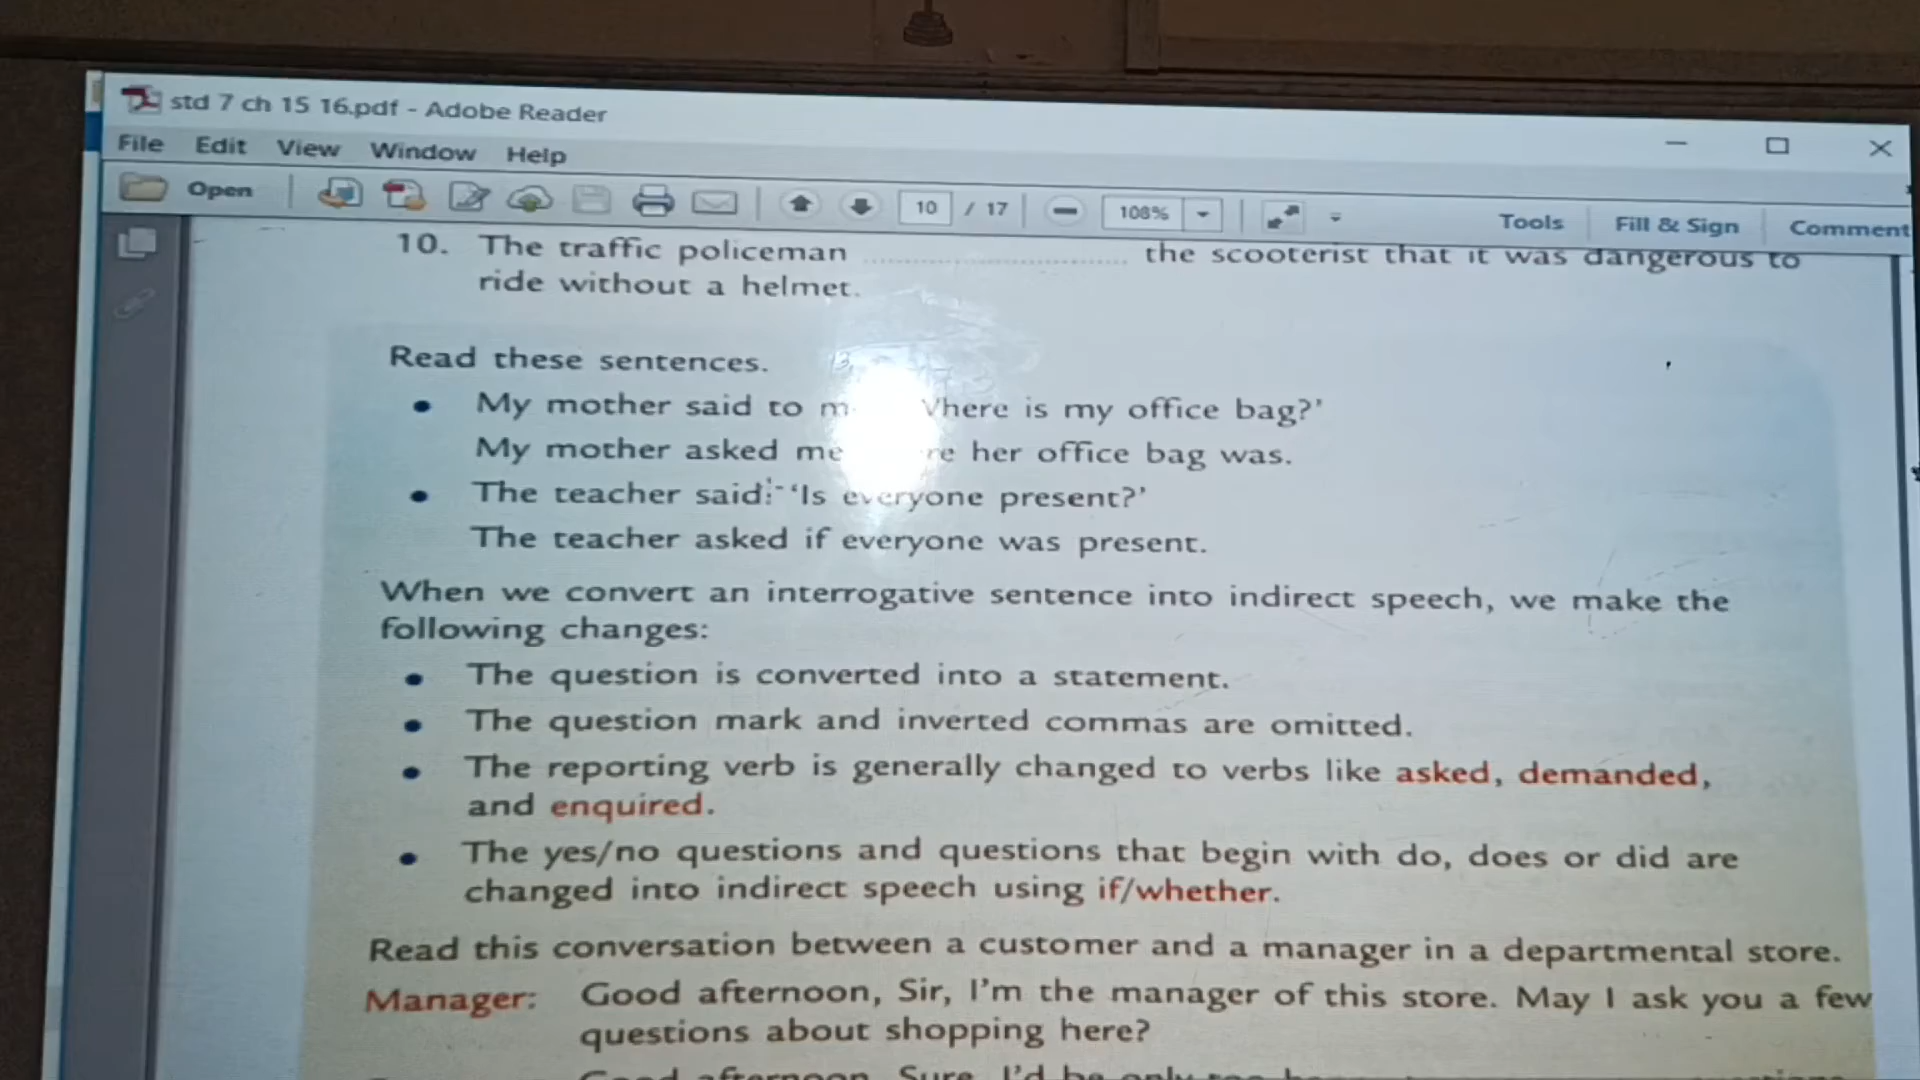 std 7 ch 15 16.pdf - Adobe Reader
File Edit View Window Help
Open 10 / 17 108% Tools Fill & Sign Comment
10. The traffic policeman .............................. the scooterist that it was dangerous to
ride without a helmet.
Read these sentences.
• My mother said to is my office bag?'
My mother asked me her office bag was.
• The teacher said: 'Is everyone present?'
The teacher asked if everyone was present.
When we convert an interrogative sentence into indirect speech, we make the
following changes:
• The question is converted into a statement.
• The question mark and inverted commas are omitted.
• The reporting verb is generally changed to verbs like asked, demanded,
and enquired.
• The yes/no questions and questions that begin with do, does or did are
changed into indirect speech using if/whether.
Read this conversation between a customer and a manager in a departmental store.
Manager: Good afternoon, Sir, I'm the manager of this store. May I ask you a few
questions about shopping here?
Good afternoon. Sure, I'd be only